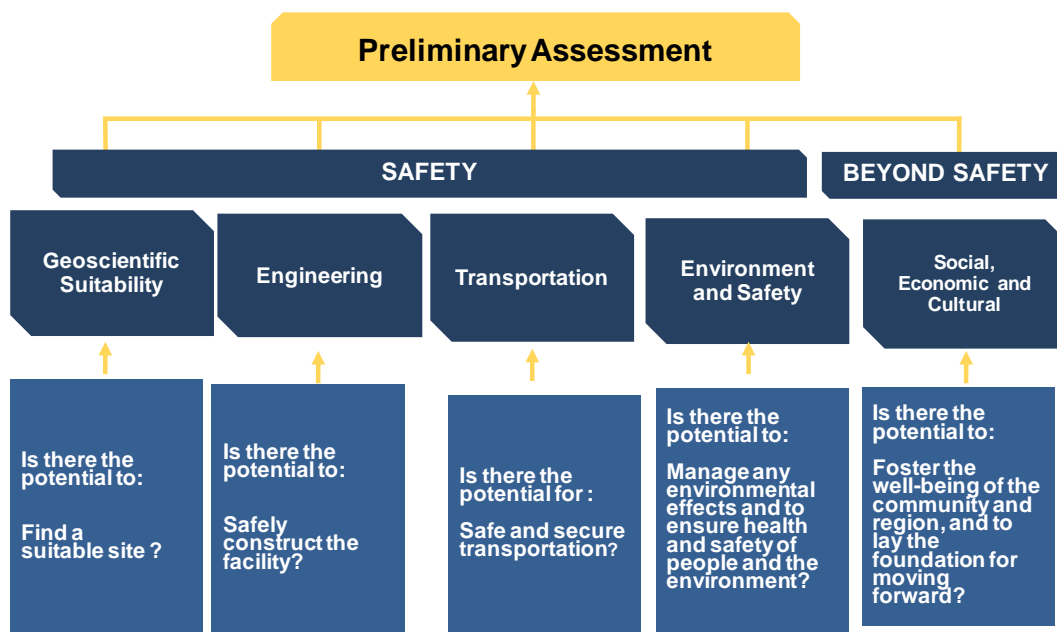 Preliminary Assessment
SAFETY
BEYOND SAFETY
Geoscientific
Suitability
Engineering
Transportation
Environment
and Safety
Social,
Economic and
Cultural
Is there the
potential to:
Find a
suitable site ?
Is there the
potential to:
Safely
construct the
facility?
Is there the
potential for :
Safe and secure
transportation?
Is there the
potential to:
Manage any
environmental
effects and to
ensure health
and safety of
people and the
environment?
Is there the
potential to:
Foster the
well-being of the
community and
region, and to
lay the
foundation for
moving
forward?